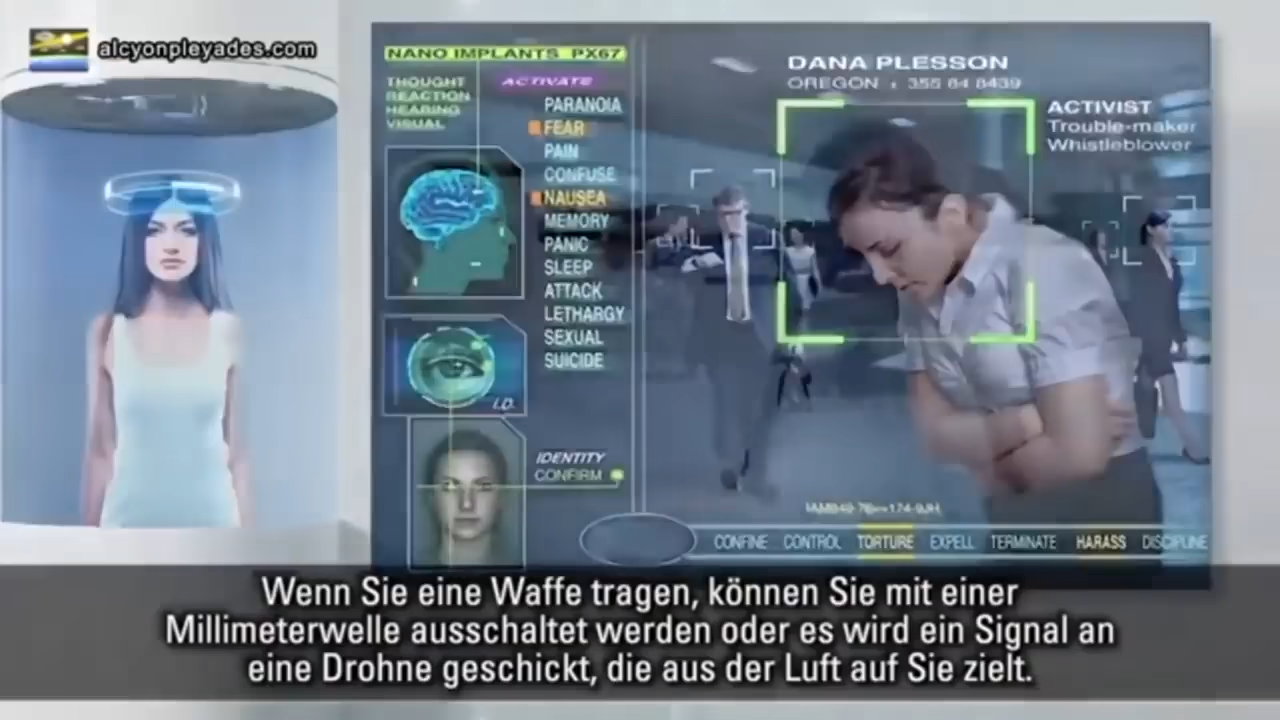 alcyonpleyades.com
NANO IMPLANTS PX67
THOUGHT
REACTION
HEARING
VISUAL
ACTIVATE
PARANOIA
FEAR
PAIN
CONFUSE
NAUSEA
MEMORY
PANIC
SLEEP
ATTACK
LETHARGY
SEXUAL
SUICIDE
I.D.
IDENTITY
CONFIRM
DANA PLESSON
OREGON x 355 64 8439
ACTIVIST
Trouble-maker
Whistleblower
CONFINE CONTROL TORTURE EXPELL TERMINATE HARASS DISCIPLINE
Wenn Sie eine Waffe tragen, können Sie mit einer
Millimeterwelle ausschaltet werden oder es wird ein Signal an
eine Drohne geschickt, die aus der Luft auf Sie zielt.